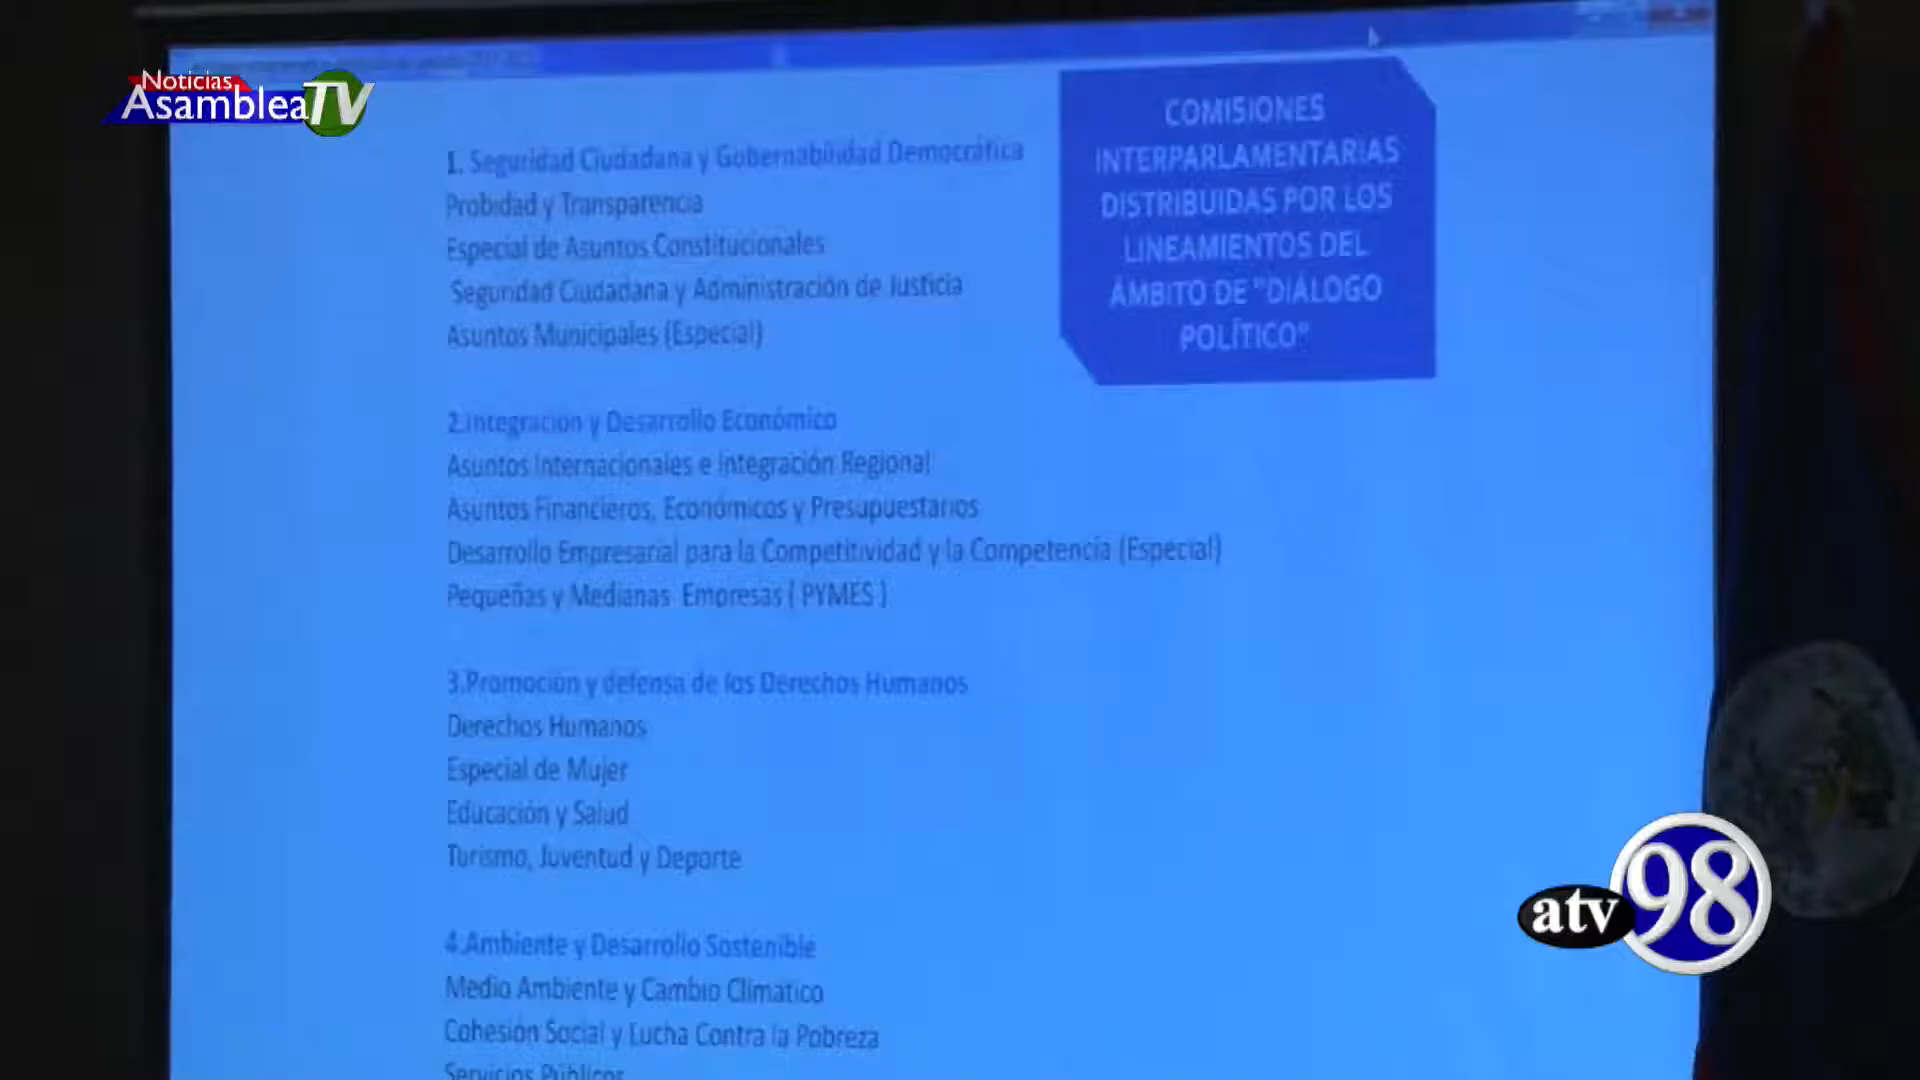 Noticias
AsambleaTV
1. Seguridad Ciudadana y Gobernabilidad Democrática
Probidad y Transparencia
Especial de Asuntos Constitucionales
Seguridad Ciudadana y Administración de Justicia
Asuntos Municipales (Especial)
COMISIONES
INTERPARLAMENTARIAS
DISTRIBUIDAS POR LOS
LINEAMIENTOS DEL
ÁMBITO DE "DIÁLOGO
POLÍTICO"
2.Integración y Desarrollo Económico
Asuntos Internacionales e Integración Regional
Asuntos Financieros, Económicos y Presupuestarios
Desarrollo Empresarial para la Competitividad y la Competencia (Especial)
Pequeñas y Medianas Empresas ( PYMES )
3.Promoción y defensa de los Derechos Humanos
Derechos Humanos
Especial de Mujer
Educación y Salud
Turismo, Juventud y Deporte
4.Ambiente y Desarrollo Sostenible
Medio Ambiente y Cambio Climático
Cohesión Social y Lucha Contra la Pobreza
Servicios Públicos
atv 98